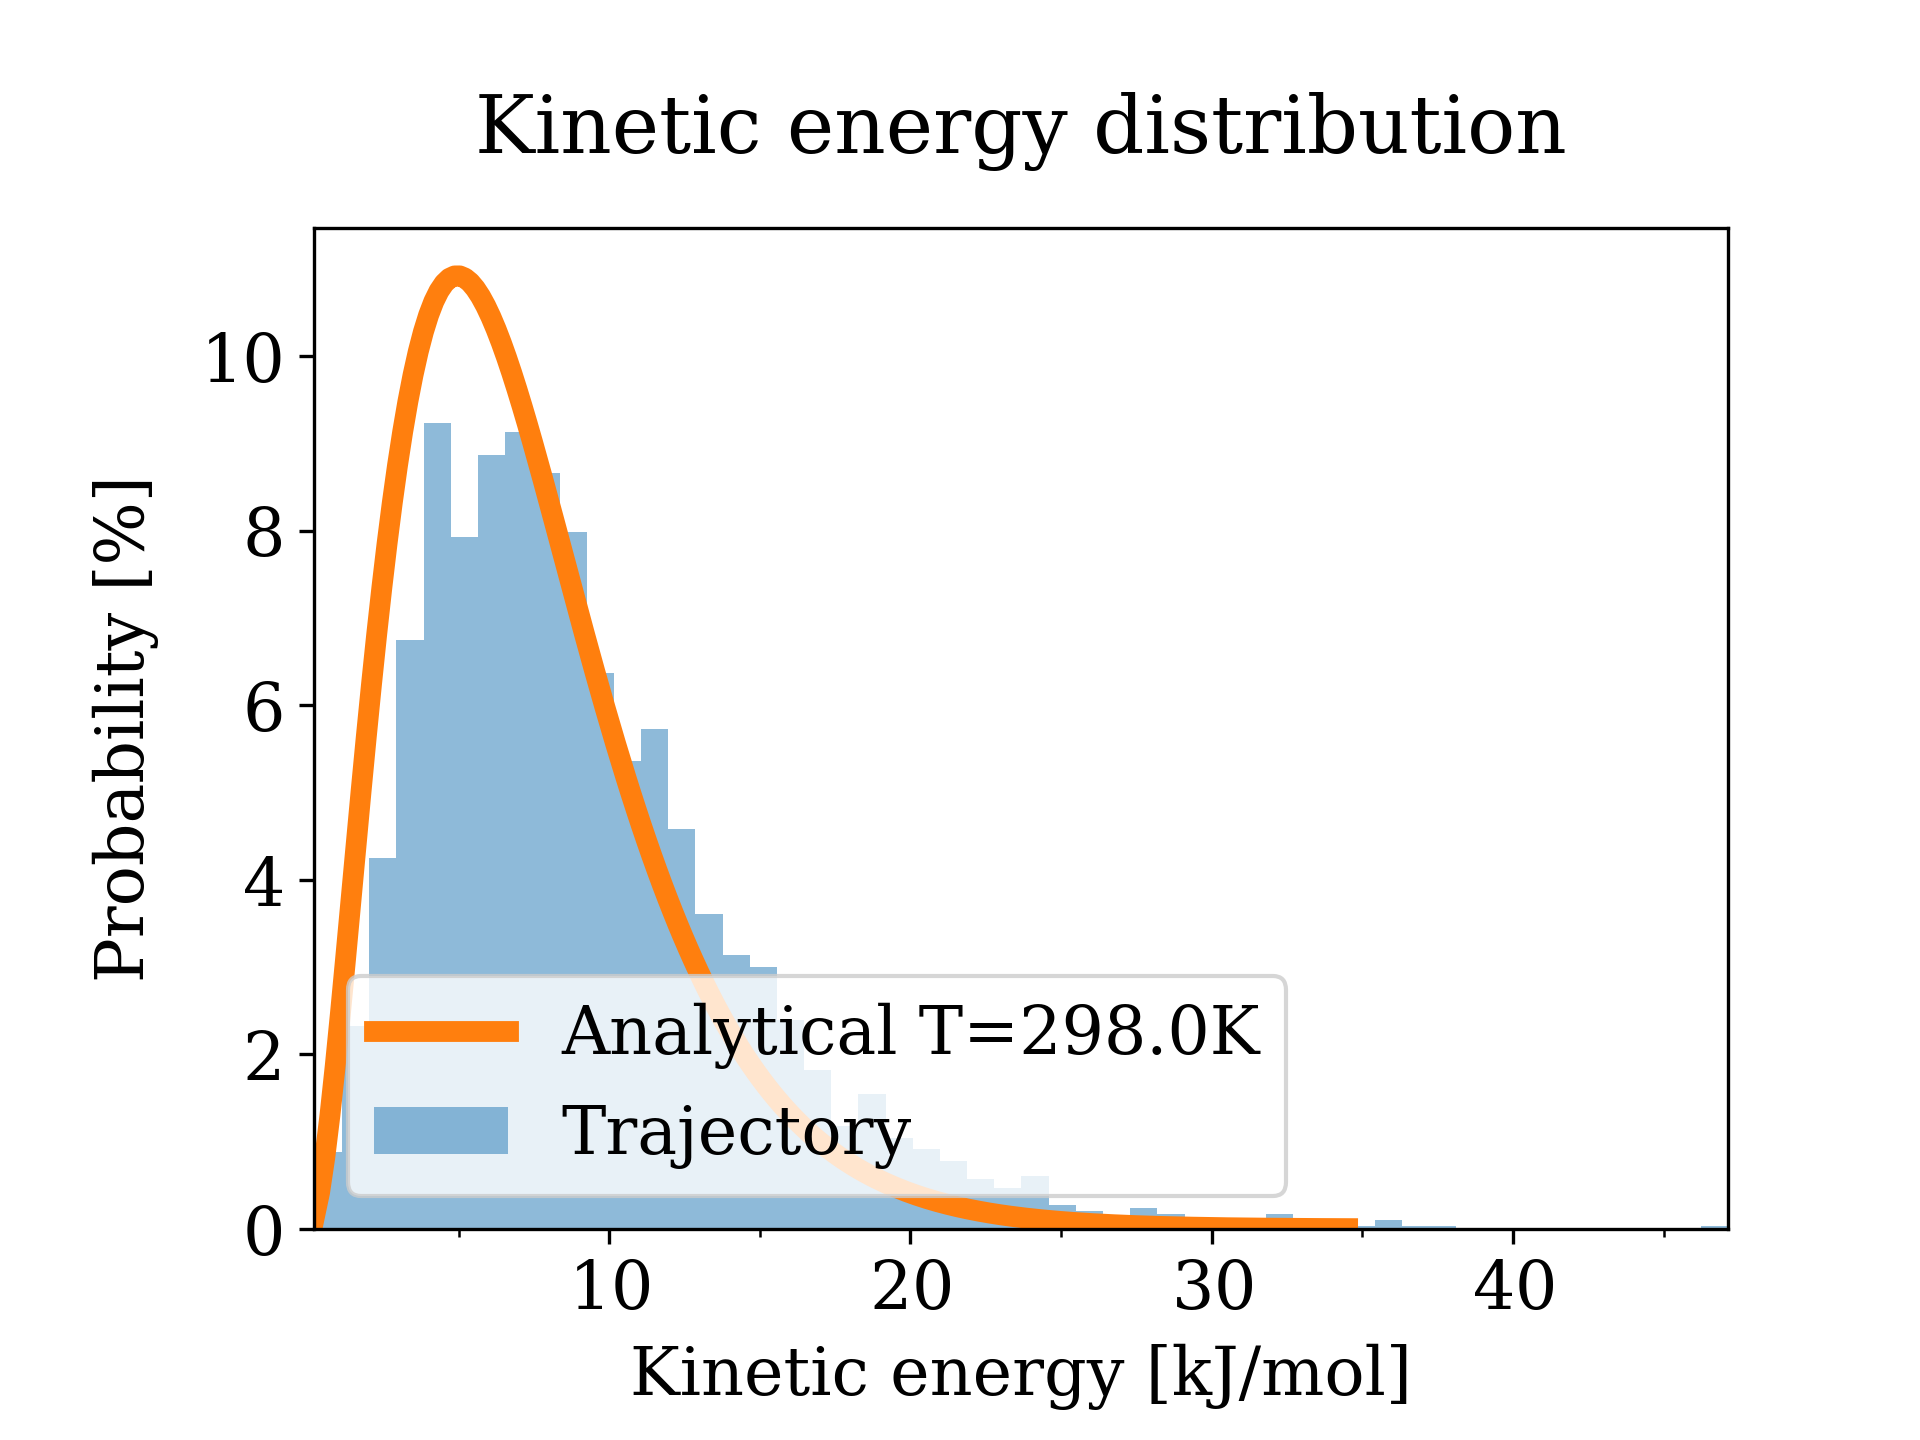 Kinetic energy distribution
Probability [%]
10
8
6
4
2
0
Analytical T=298.0K
Trajectory
10 20 30 40
Kinetic energy [kJ/mol]